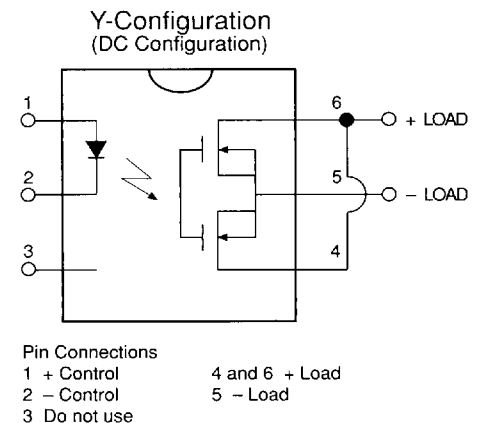 Y-Configuration
(DC Configuration)
1
6
+ LOAD
2
5
– LOAD
3
4
Pin Connections
1 + Control
4 and 6 + Load
2 – Control
5 – Load
3 Do not use